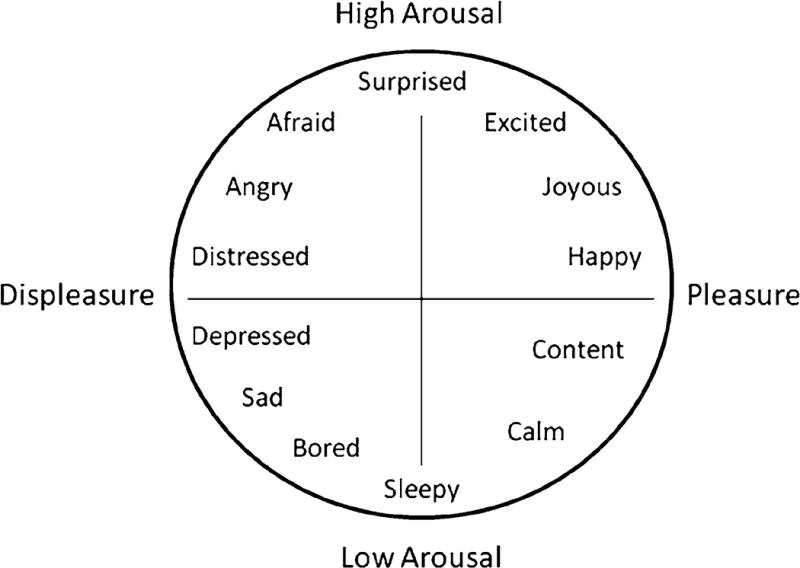 High Arousal
Surprised
Afraid
Excited
Angry
Joyous
Distressed
Happy
Displeasure
Pleasure
Depressed
Content
Sad
Calm
Bored
Sleepy
Low Arousal